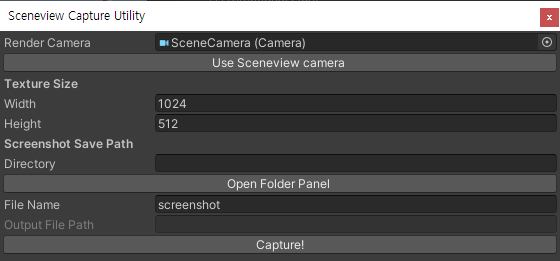 Sceneview Capture Utility
x
Render Camera SceneCamera (Camera)
Use Sceneview camera
Texture Size
Width 1024
Height 512
Screenshot Save Path
Directory
Open Folder Panel
File Name screenshot
Output File Path
Capture!